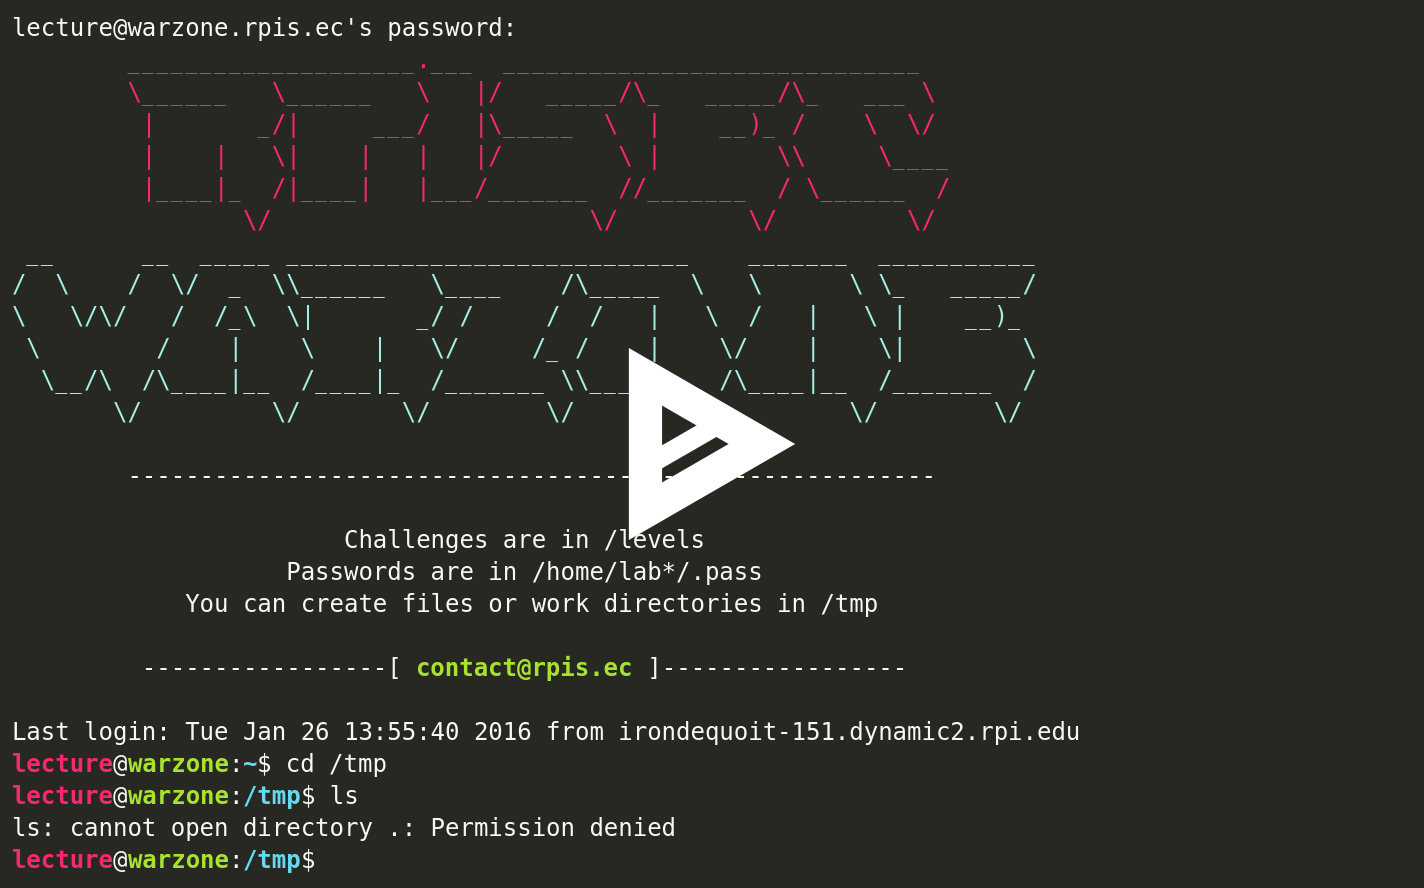 lecture@warzone.rpis.ec's password:
RPISEC
WARZONE
Challenges are in /levels
Passwords are in /home/lab*/.pass
You can create files or work directories in /tmp
-----------------[ contact@rpis.ec ]-----------------
Last login: Tue Jan 26 13:55:40 2016 from irondequoit-151.dynamic2.rpi.edu
lecture@warzone:~$ cd /tmp
lecture@warzone:/tmp$ ls
ls: cannot open directory .: Permission denied
lecture@warzone:/tmp$